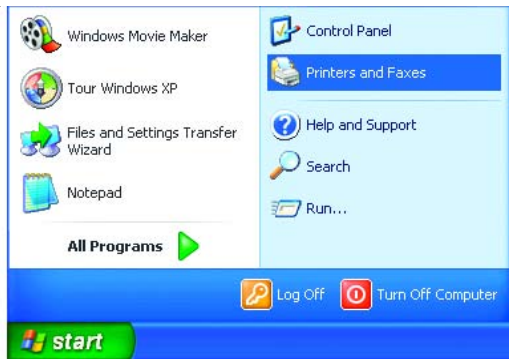 Windows Movie Maker
Tour Windows XP
Files and Settings Transfer
Wizard
Notepad
All Programs
Control Panel
Printers and Faxes
Help and Support
Search
Run...
Log Off
Turn Off Computer
start